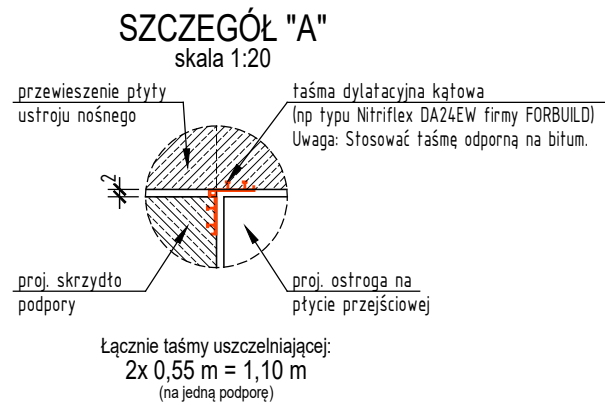 SZCZEGÓŁ "A"
skala 1:20
przewieszenie płyty
ustroju nośnego
taśma dylatacyjna kątowa
(np typu Nitriflex DA24EW firmy FORBUILD)
Uwaga: Stosować taśmę odporną na bitum.
2
proj. skrzydło
podpory
proj. ostroga na
płycie przejściowej
Łącznie taśmy uszczelniającej:
2x 0,55 m = 1,10 m
(na jedną podporę)